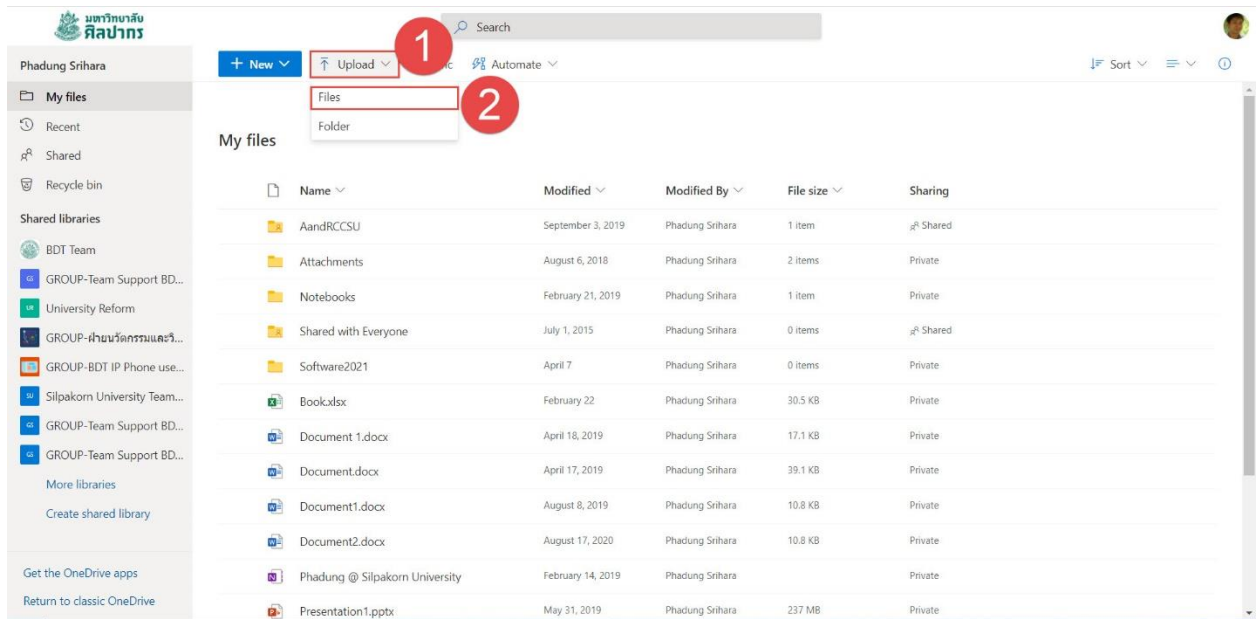 มหาวิทยาลัย
ศิลปากร
Search
1
Phadung Srihara
New
Upload
Automate
Sort
My files
Files
2
Recent
Folder
Shared
My files
Recycle bin
Name Modified Modified By File size Sharing
Shared libraries
AandRCCSU September 3, 2019 Phadung Srihara 1 item Shared
BDT Team
Attachments August 6, 2018 Phadung Srihara 2 items Private
GS GROUP-Team Support BD...
Notebooks February 21, 2019 Phadung Srihara 1 item Private
UR University Reform
Shared with Everyone July 1, 2015 Phadung Srihara 0 items Shared
GROUP-ฝ่ายนวัตกรรมและวิ...
Software2021 April 7 Phadung Srihara 0 items Private
GROUP-BDT IP Phone use...
Book.xlsx February 22 Phadung Srihara 30.5 KB Private
SU Silpakorn University Team...
Document 1.docx April 18, 2019 Phadung Srihara 17.1 KB Private
GS GROUP-Team Support BD...
GS GROUP-Team Support BD...
Document.docx April 17, 2019 Phadung Srihara 39.1 KB Private
More libraries
Document1.docx August 8, 2019 Phadung Srihara 10.8 KB Private
Create shared library
Document2.docx August 17, 2020 Phadung Srihara 10.8 KB Private
Get the OneDrive apps
Phadung @ Silpakorn University February 14, 2019 Phadung Srihara Private
Return to classic OneDrive
Presentation1.pptx May 31, 2019 Phadung Srihara 237 MB Private